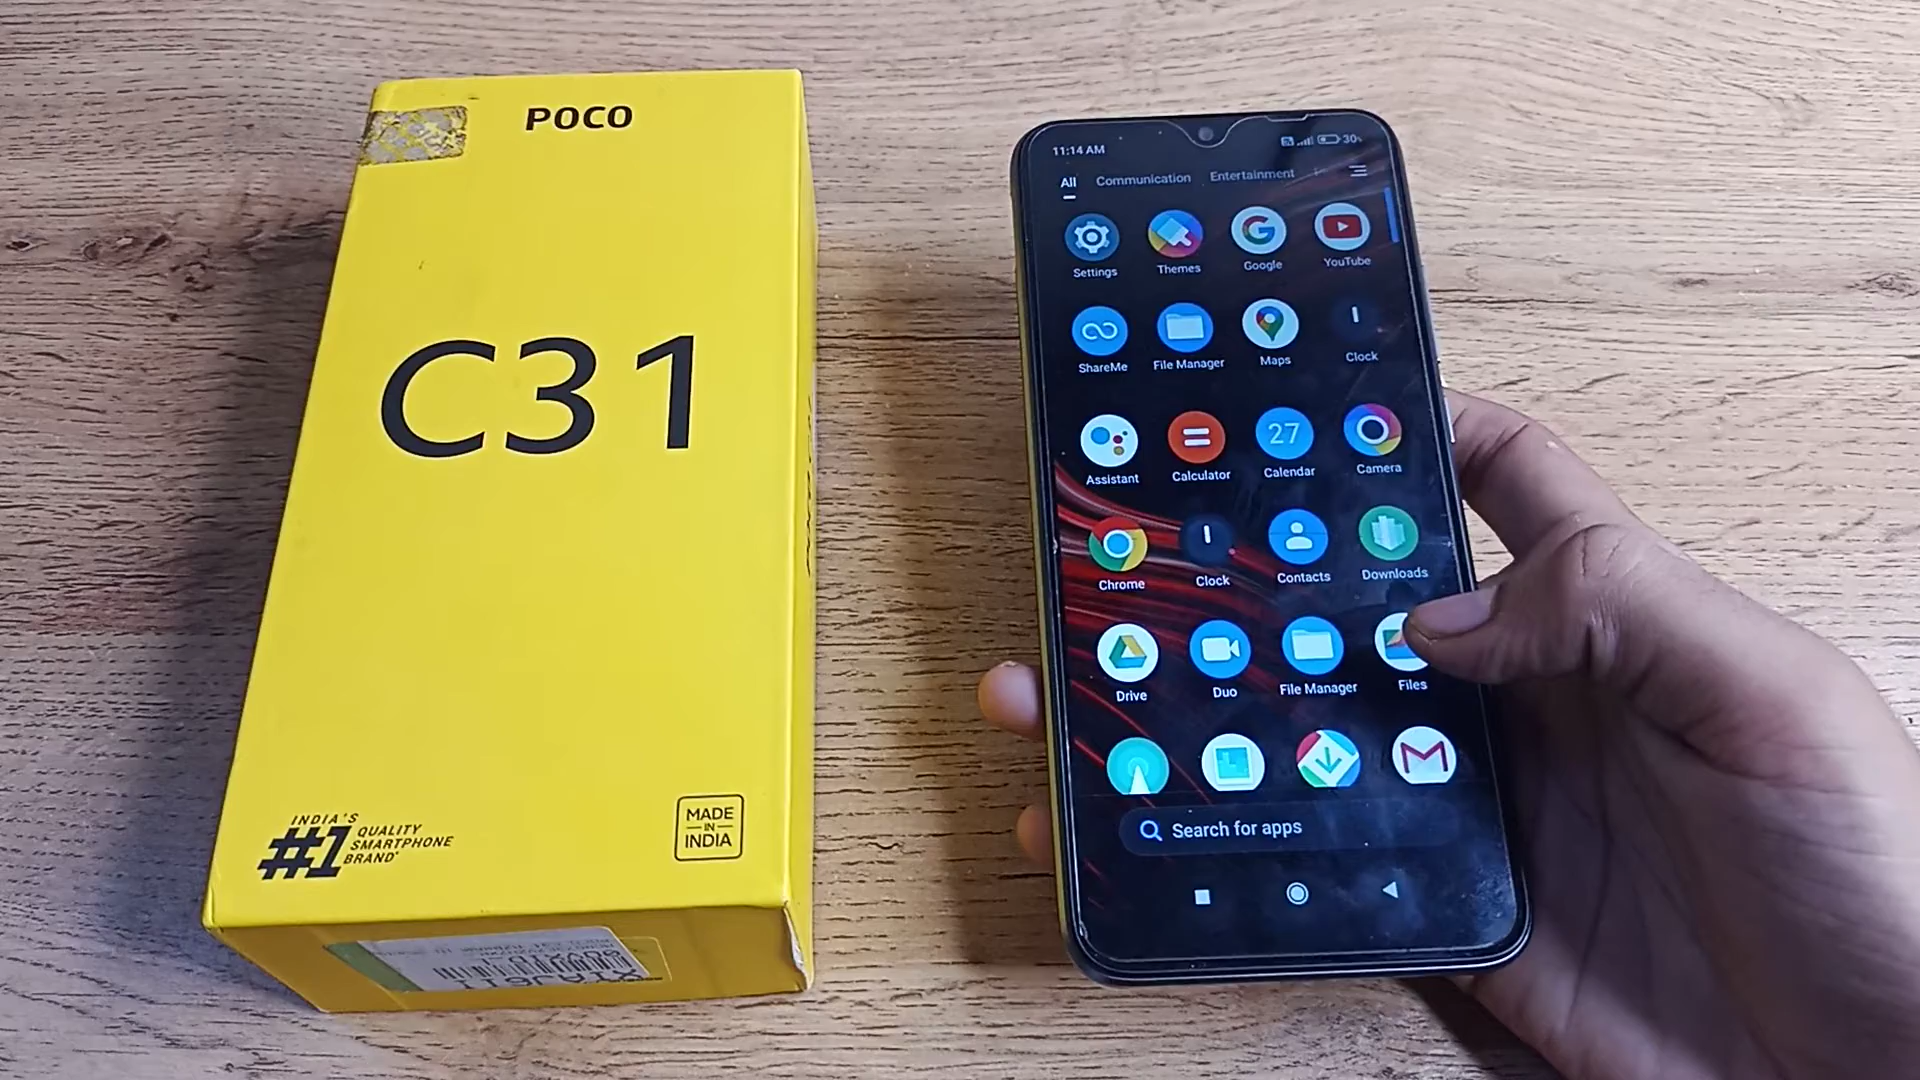 POCO
C31
INDIA'S
#1 QUALITY
SMARTPHONE
BRAND*
MADE
IN
INDIA
11:14 AM
30
All Communication Entertainment
Settings Themes Google YouTube
ShareMe File Manager Maps Clock
27
Assistant Calculator Calendar Camera
Chrome Clock Contacts Downloads
Drive Duo File Manager Files
Search for apps